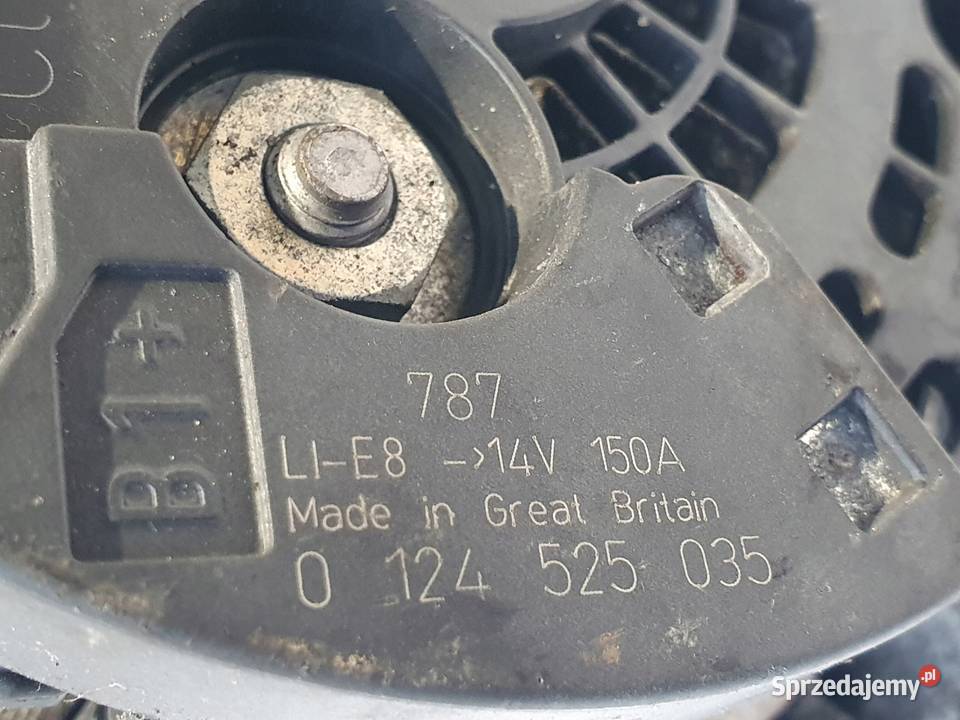 B1+
787
LI-E8 ->14V 150A
Made in Great Britain
0 124 525 035
Sprzedajemy.pl